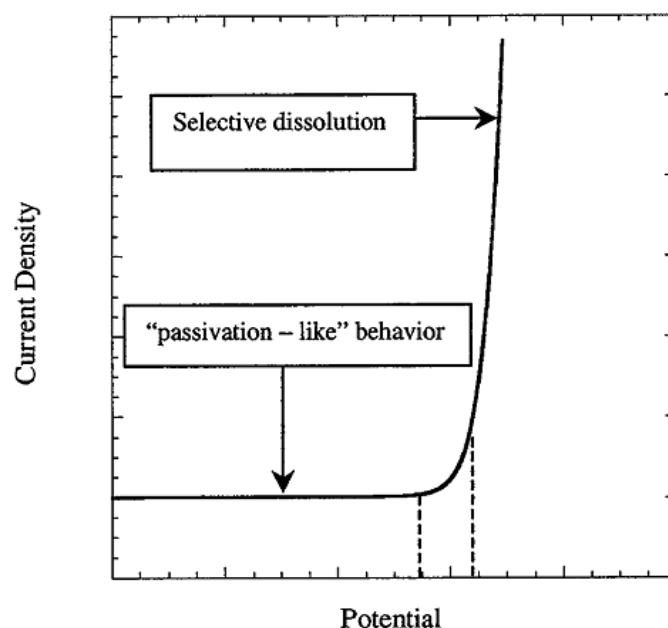 Selective dissolution
Current Density
“passivation – like” behavior
Potential